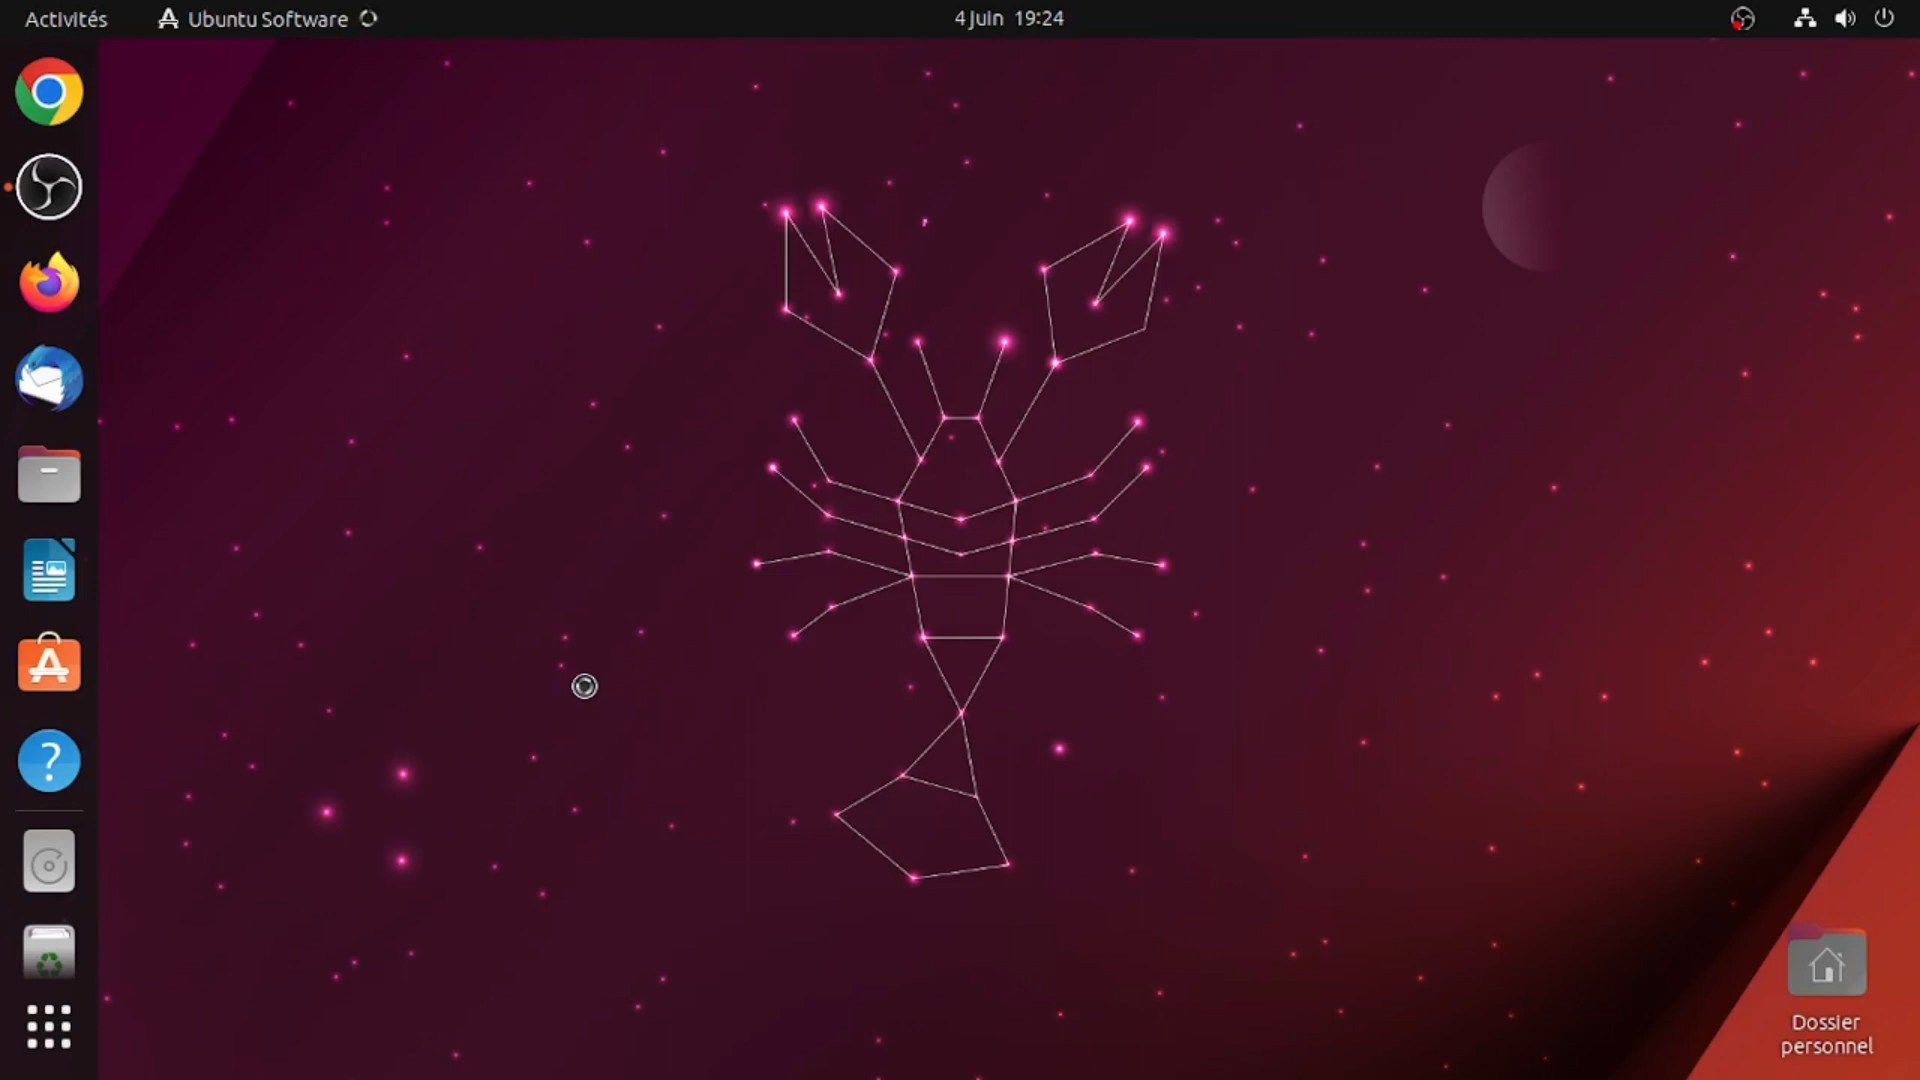 Activités
Ubuntu Software
4 juin 19:24
Dossier
personnel